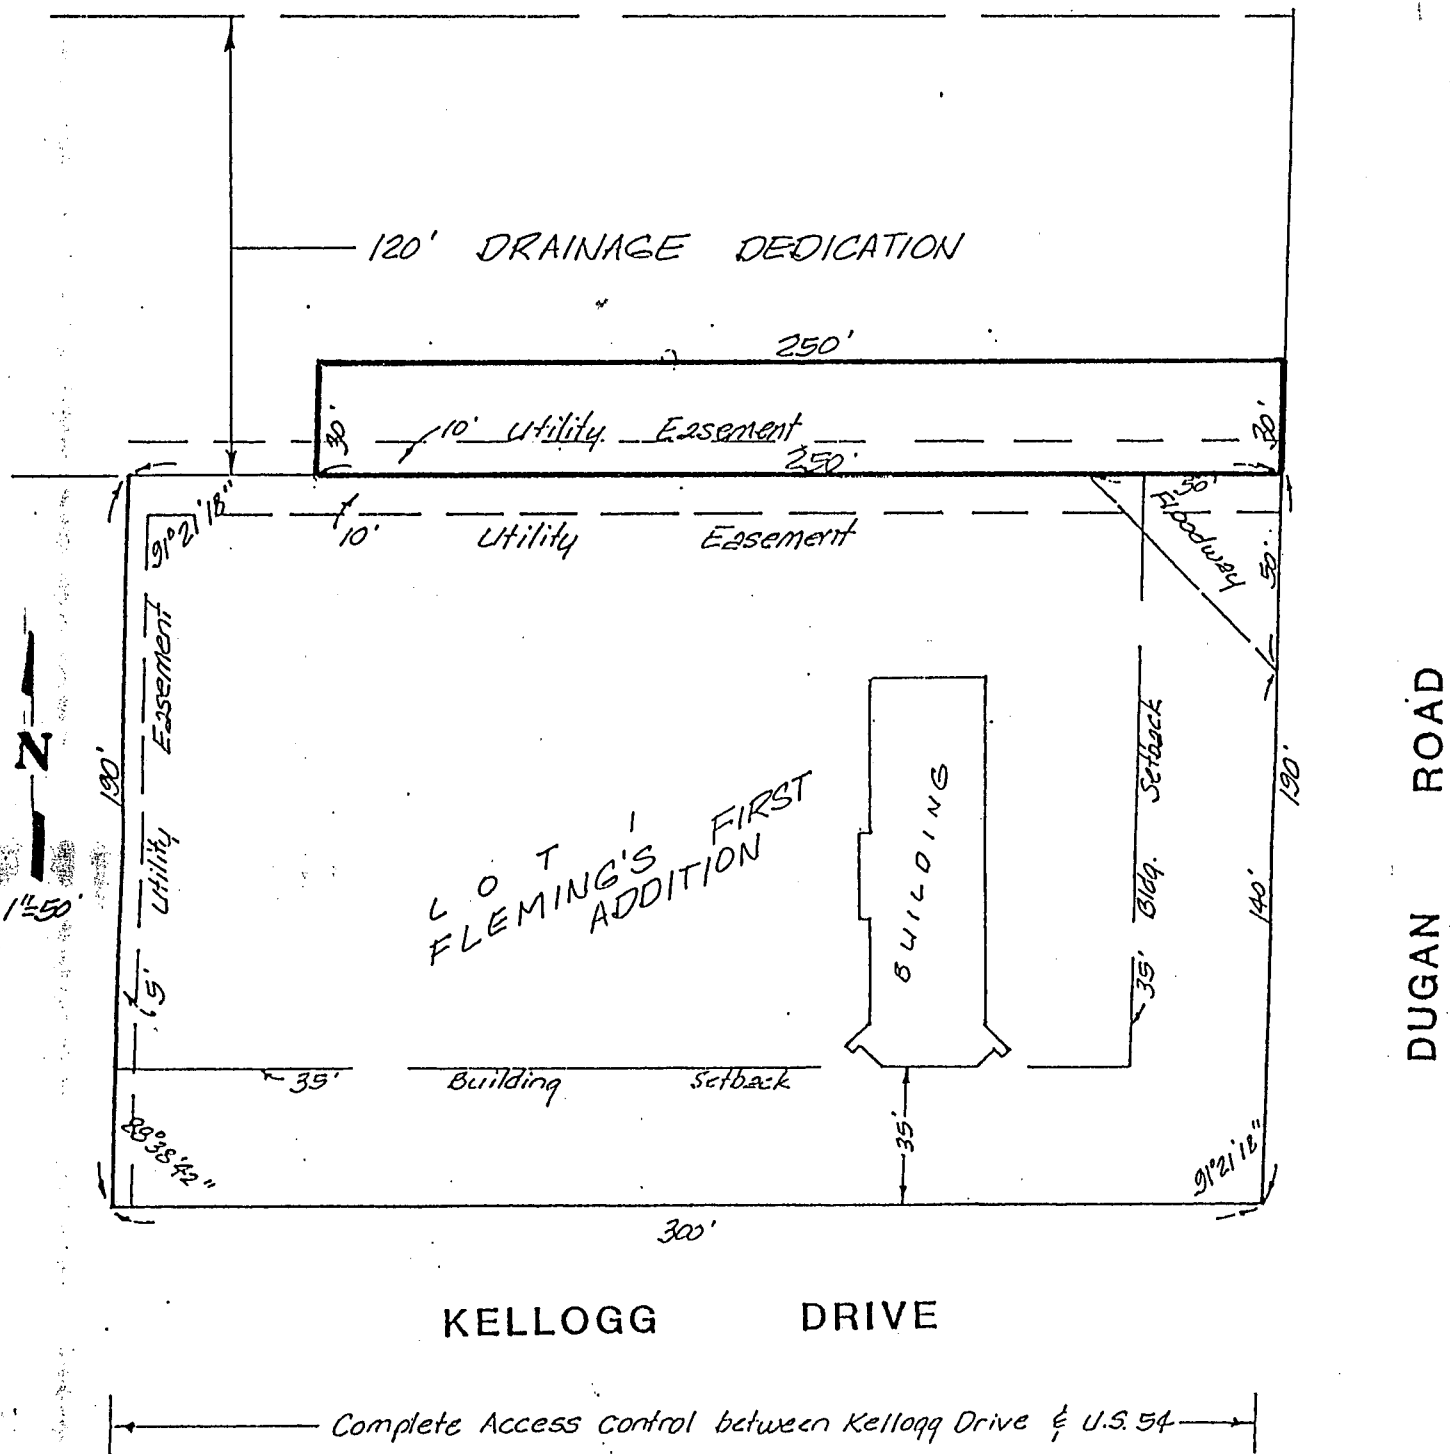 120' DRAINAGE DEDICATION
250'
30'
10' Utility Easement
30'
250'
91°21'18"
10' Utility Easement
50'
Floodway
50'
5' Utility Easement
190'
N
1"=50'
LOT 1
FLEMING'S FIRST
ADDITION
BUILDING
35' Bldg. Setback
190'
140'
DUGAN ROAD
35' Building Setback
35'
88°38'42"
91°21'18"
300'
KELLOGG DRIVE
Complete Access Control between Kellogg Drive & U.S. 54